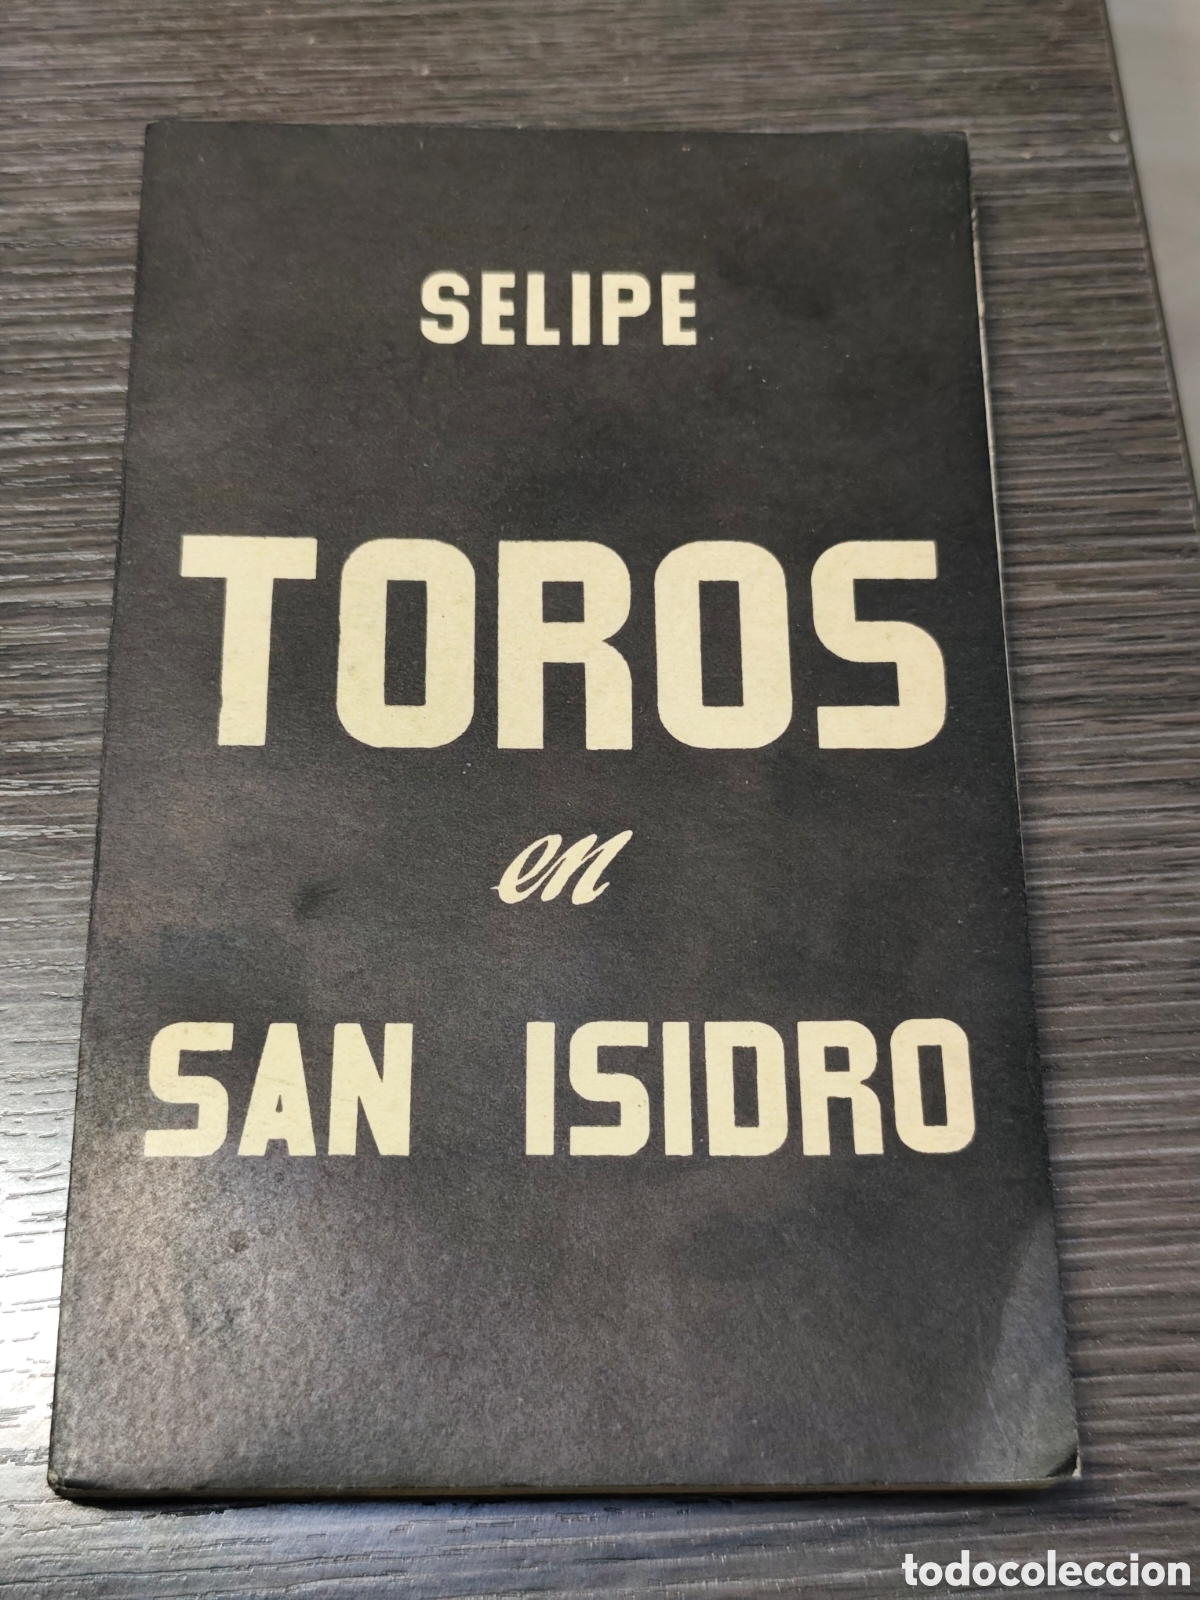 SELIPE
TOROS
en
SAN ISIDRO
todocoleccion